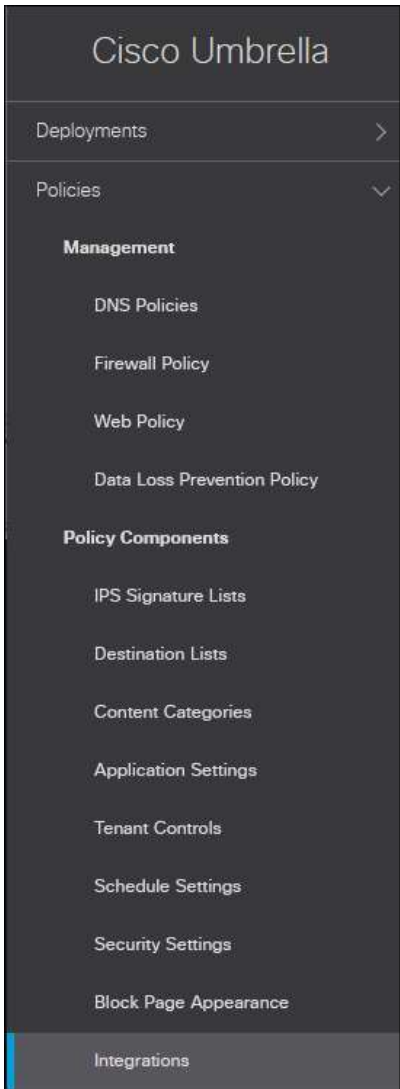 Cisco Umbrella
Deployments
Policies
Management
DNS Policies
Firewall Policy
Web Policy
Data Loss Prevention Policy
Policy Components
IPS Signature Lists
Destination Lists
Content Categories
Application Settings
Tenant Controls
Schedule Settings
Security Settings
Block Page Appearance
Integrations